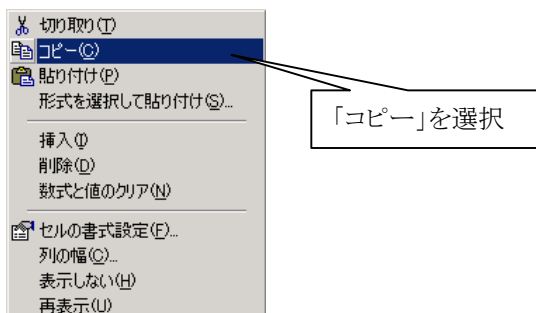 切り取り(T)
コピー(C)
貼り付け(P)
形式を選択して貼り付け(S)...
挿入(I)
削除(D)
数式と値のクリア(N)
セルの書式設定(F)...
列の幅(C)...
表示しない(H)
再表示(U)
「コピー」を選択